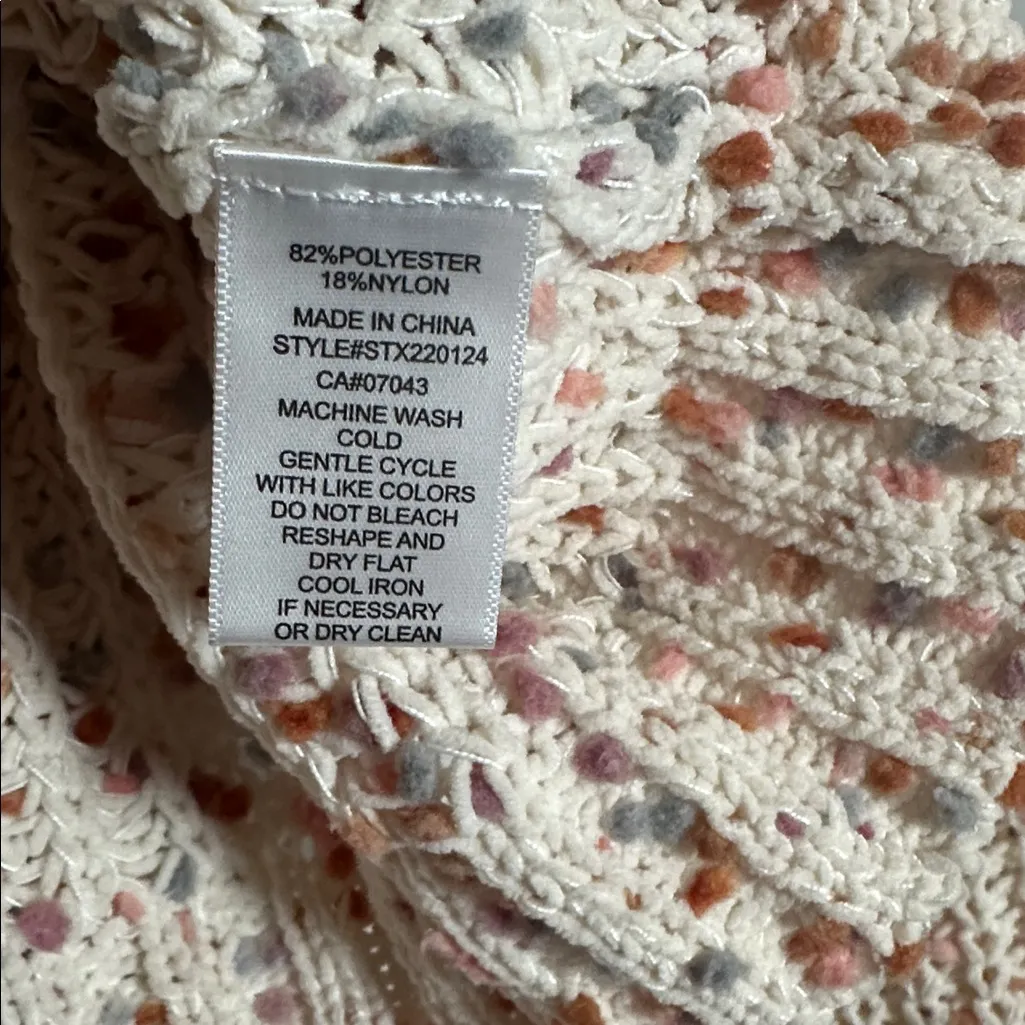 82%POLYESTER
18%NYLON
MADE IN CHINA
STYLE#STX220124
CA#07043
MACHINE WASH
COLD
GENTLE CYCLE
WITH LIKE COLORS
DO NOT BLEACH
RESHAPE AND
DRY FLAT
COOL IRON
IF NECESSARY
OR DRY CLEAN